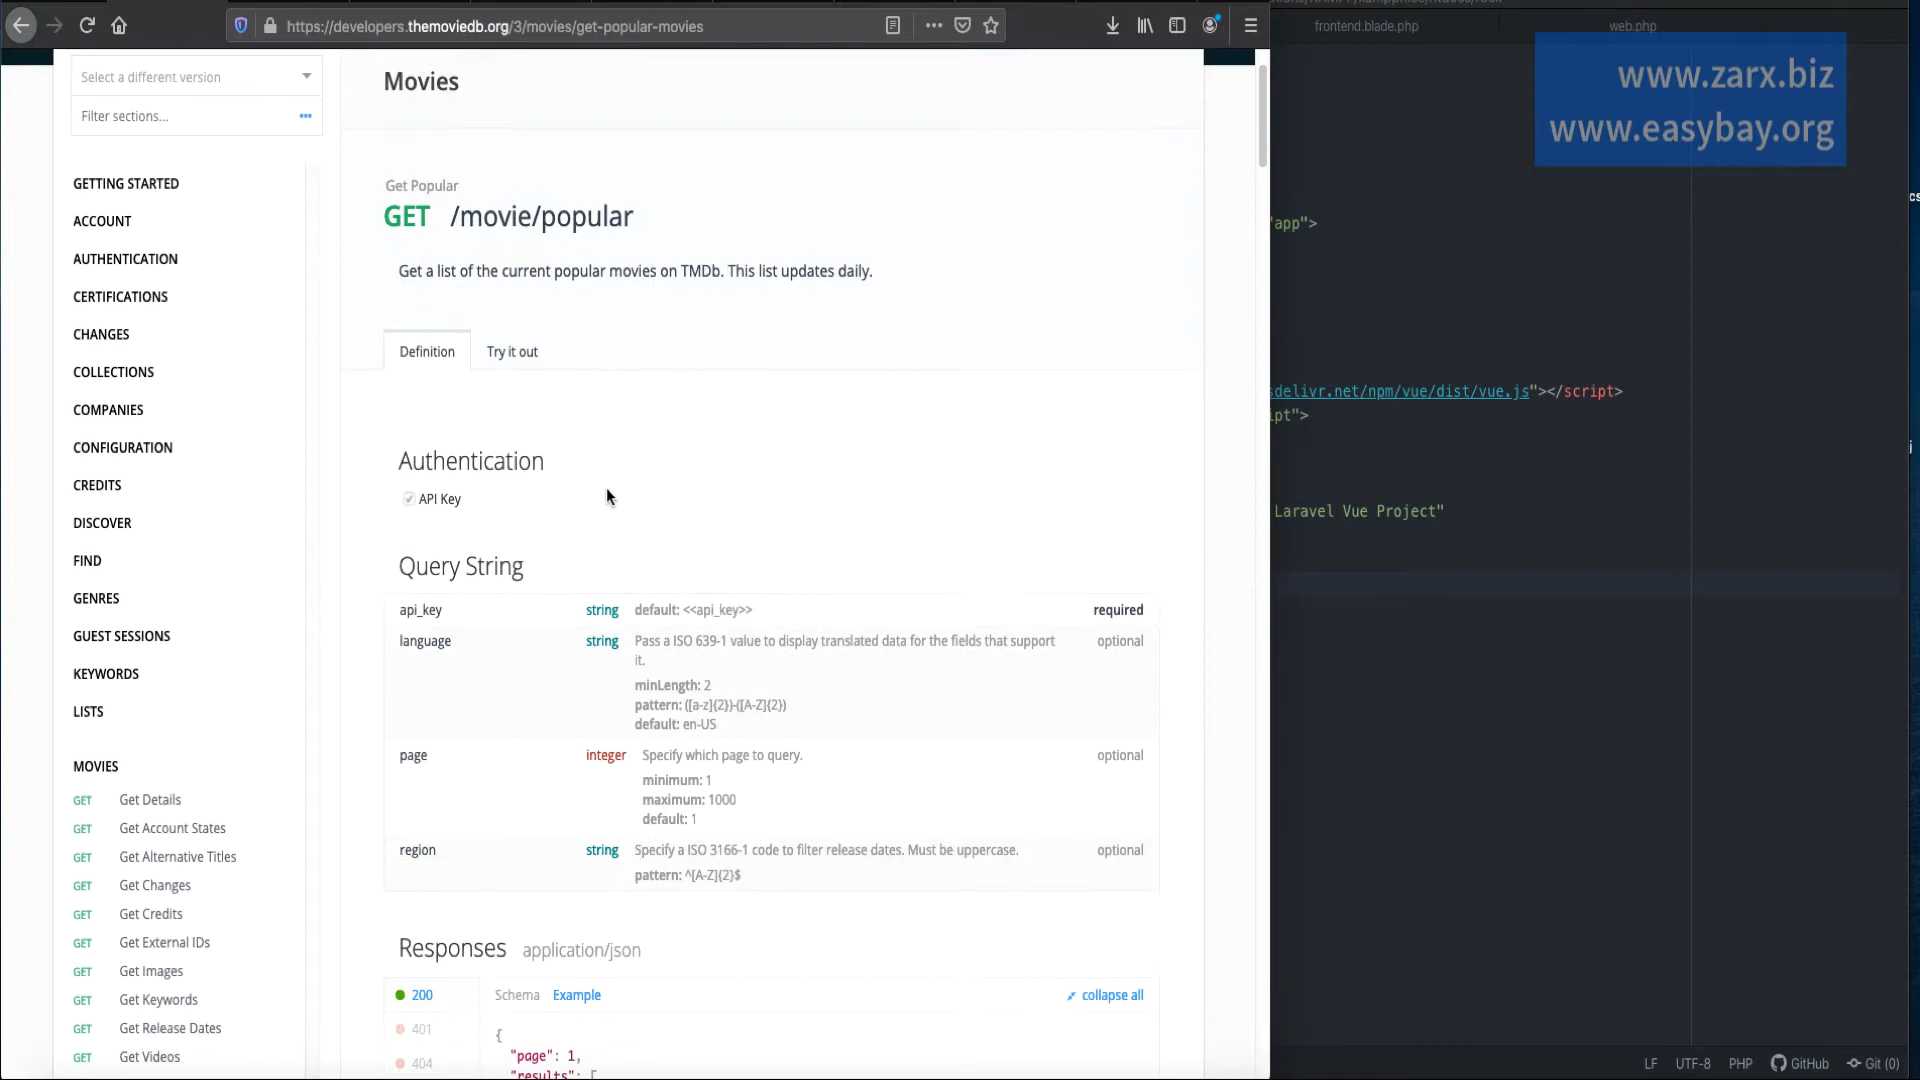 https://developers.themoviedb.org/3/movies/get-popular-movies
Select a different version
Filter sections...
GETTING STARTED
ACCOUNT
AUTHENTICATION
CERTIFICATIONS
CHANGES
COLLECTIONS
COMPANIES
CONFIGURATION
CREDITS
DISCOVER
FIND
GENRES
GUEST SESSIONS
KEYWORDS
LISTS
MOVIES
GET Get Details
GET Get Account States
GET Get Alternative Titles
GET Get Changes
GET Get Credits
GET Get External IDs
GET Get Images
GET Get Keywords
GET Get Release Dates
GET Get Videos
Movies
Get Popular
GET /movie/popular
Get a list of the current popular movies on TMDb. This list updates daily.
Definition Try it out
Authentication
API Key
Query String
api_key string default: <<api_key>> required
language string Pass a ISO 639-1 value to display translated data for the fields that support optional
it.
minLength: 2
pattern: ([a-z]{2})-([A-Z]{2})
default: en-US
page integer Specify which page to query. optional
minimum: 1
maximum: 1000
default: 1
region string Specify a ISO 3166-1 code to filter release dates. Must be uppercase. optional
pattern: ^[A-Z]{2}$
Responses application/json
200 Schema Example collapse all
401
404
{
"page": 1,
"results": [
frontend.blade.php web.php
www.zarx.biz
www.easybay.org
app">
sdelivr.net/npm/vue/dist/vue.js"></script>
ipt">
Laravel Vue Project"
LF UTF-8 PHP GitHub Git (0)